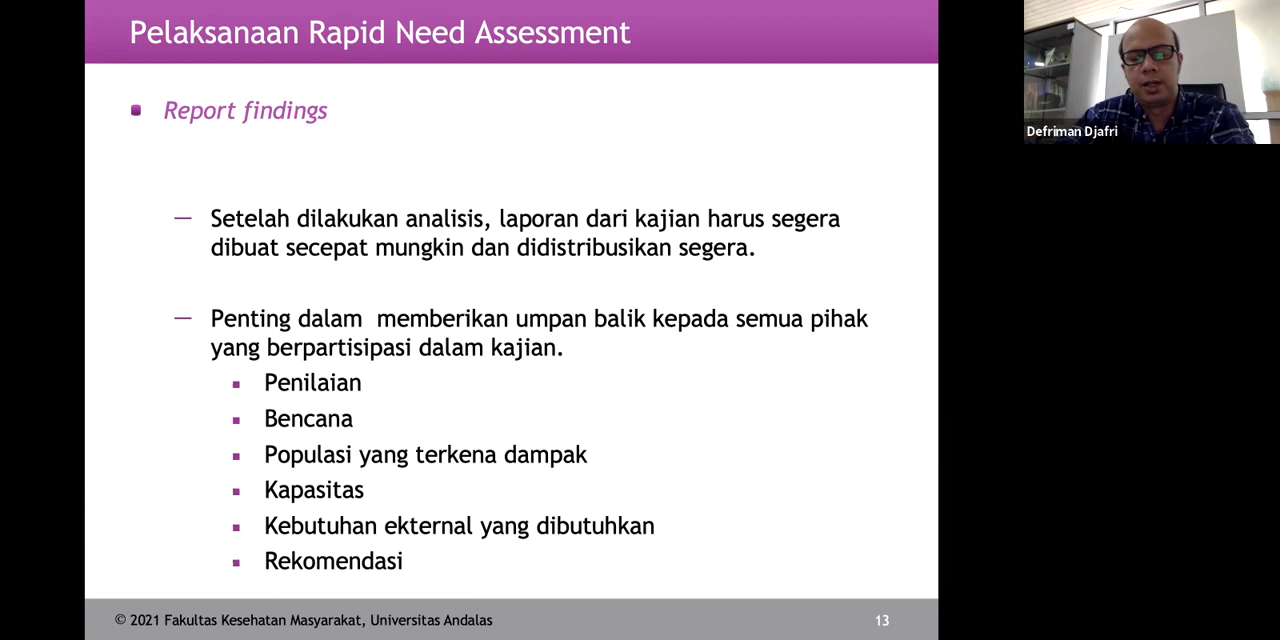 Pelaksanaan Rapid Need Assessment
Report findings
Setelah dilakukan analisis, laporan dari kajian harus segera
dibuat secepat mungkin dan didistribusikan segera.
Penting dalam memberikan umpan balik kepada semua pihak
yang berpartisipasi dalam kajian.
Penilaian
Bencana
Populasi yang terkena dampak
Kapasitas
Kebutuhan ekternal yang dibutuhkan
Rekomendasi
© 2021 Fakultas Kesehatan Masyarakat, Universitas Andalas
13
Defriman Djafri